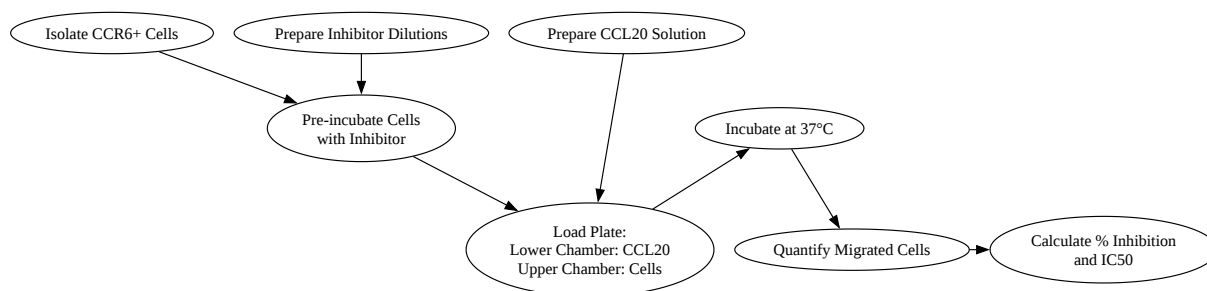 Isolate CCR6+ Cells
Prepare Inhibitor Dilutions
Prepare CCL20 Solution
Pre-incubate Cells
with Inhibitor
Incubate at 37°C
Load Plate:
Lower Chamber: CCL20
Upper Chamber: Cells
Quantify Migrated Cells
Calculate % Inhibition
and IC50